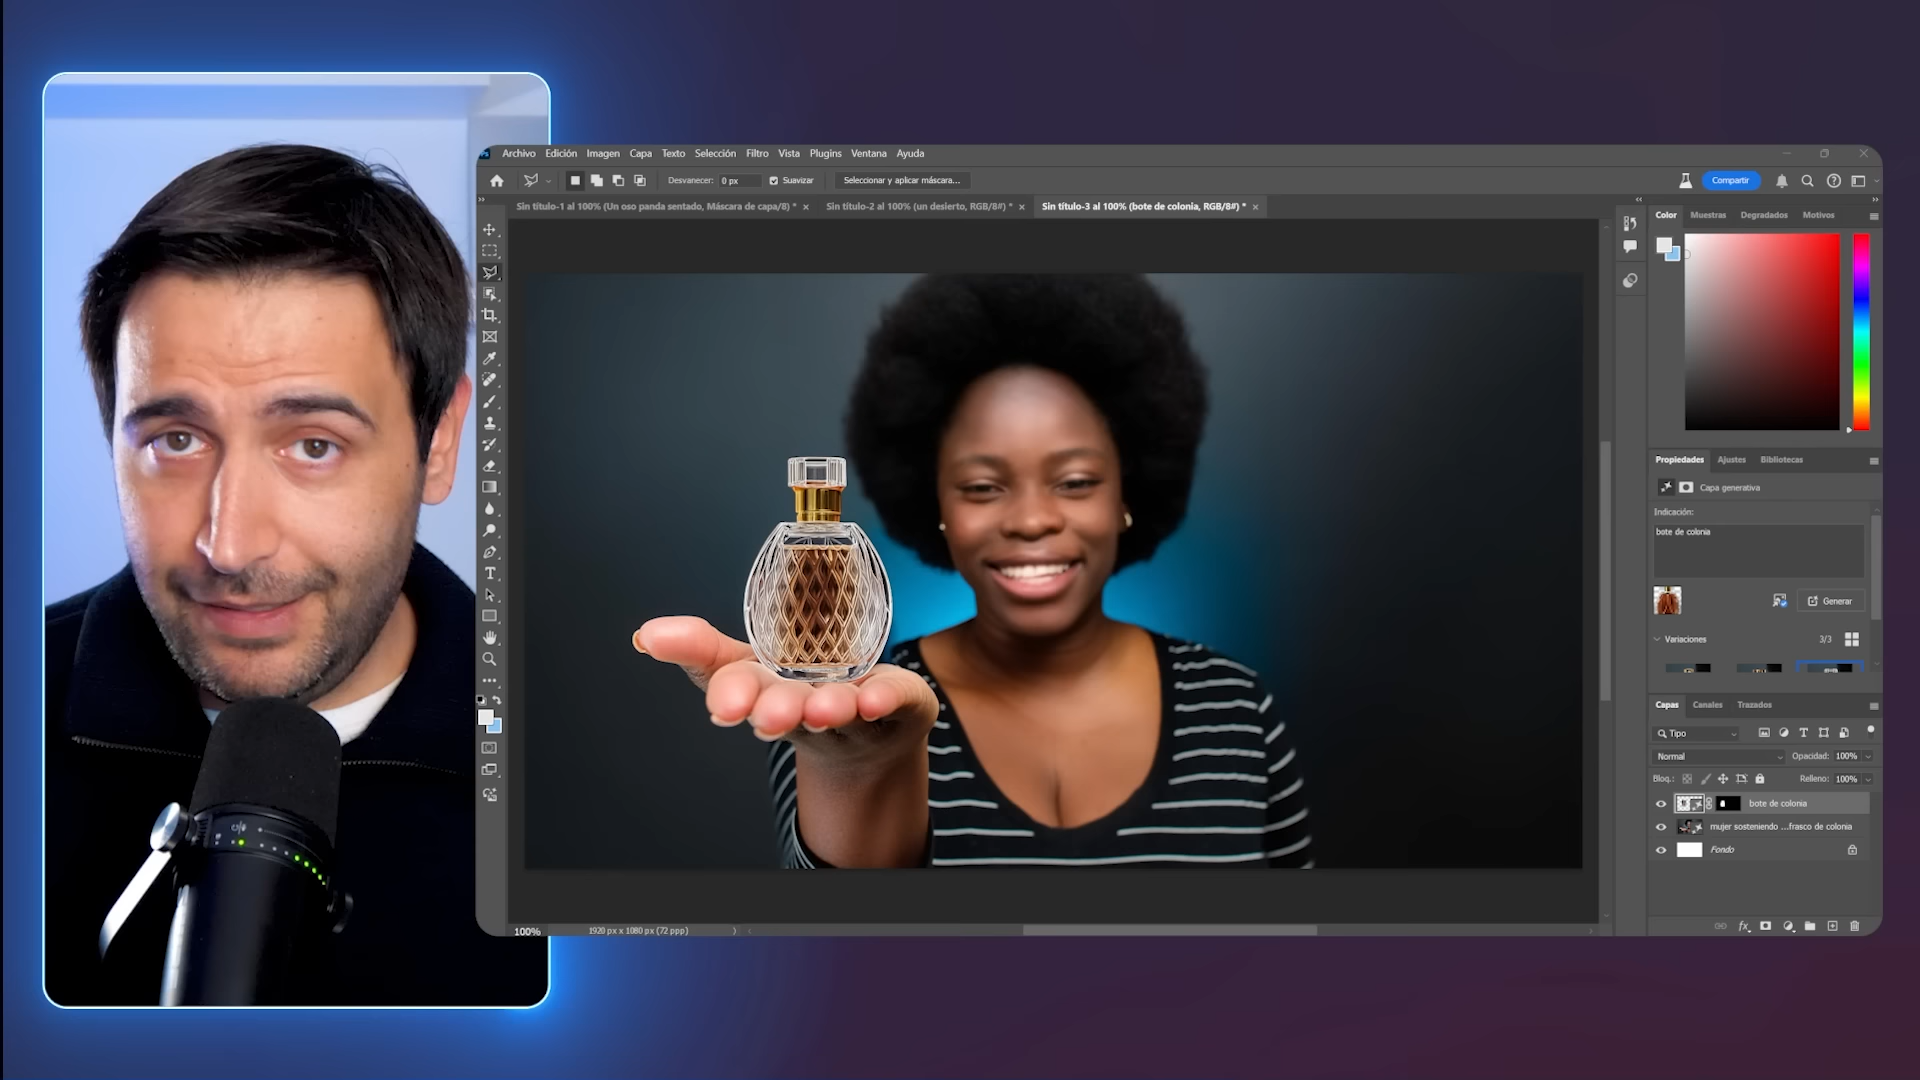 Archivo Edición Imagen Capa Texto Selección Filtro Vista Plugins Ventana Ayuda
Desvanecer: 0 px Suavizar Seleccionar y aplicar máscara... Compartir
Sin título-1 al 100% (Un oso panda sentado, Máscara de capa/8) * × Sin título-2 al 100% (un desierto, RGB/8#) * × Sin título-3 al 100% (bote de colonia, RGB/8#) * ×
Color Muestras Degradados Motivos
Propiedades Ajustes Bibliotecas
Capa generativa
Indicación:
bote de colonia
Generar
Variaciones 3/3
Capas Canales Trazados
Tipo
Normal Opacidad: 100%
Bloq.: Relleno: 100%
bote de colonia
mujer sosteniendo ...frasco de colonia
Fondo
100% 1920 px x 1080 px (72 ppp)